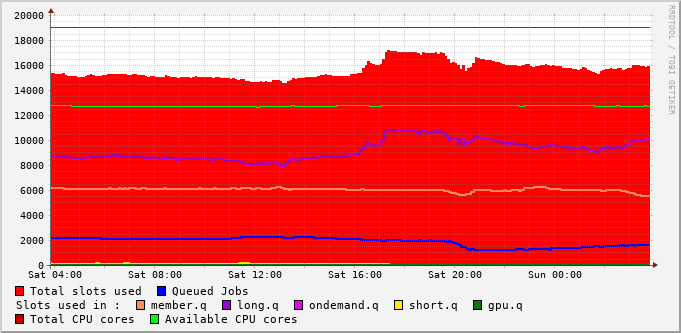 RRDTOOL / TOBI OETIKER
20000
18000
16000
14000
12000
10000
8000
6000
4000
2000
0
Sat 04:00 Sat 08:00 Sat 12:00 Sat 16:00 Sat 20:00 Sun 00:00
Total slots used Queued Jobs
Slots used in : member.q long.q ondemand.q short.q gpu.q
Total CPU cores Available CPU cores